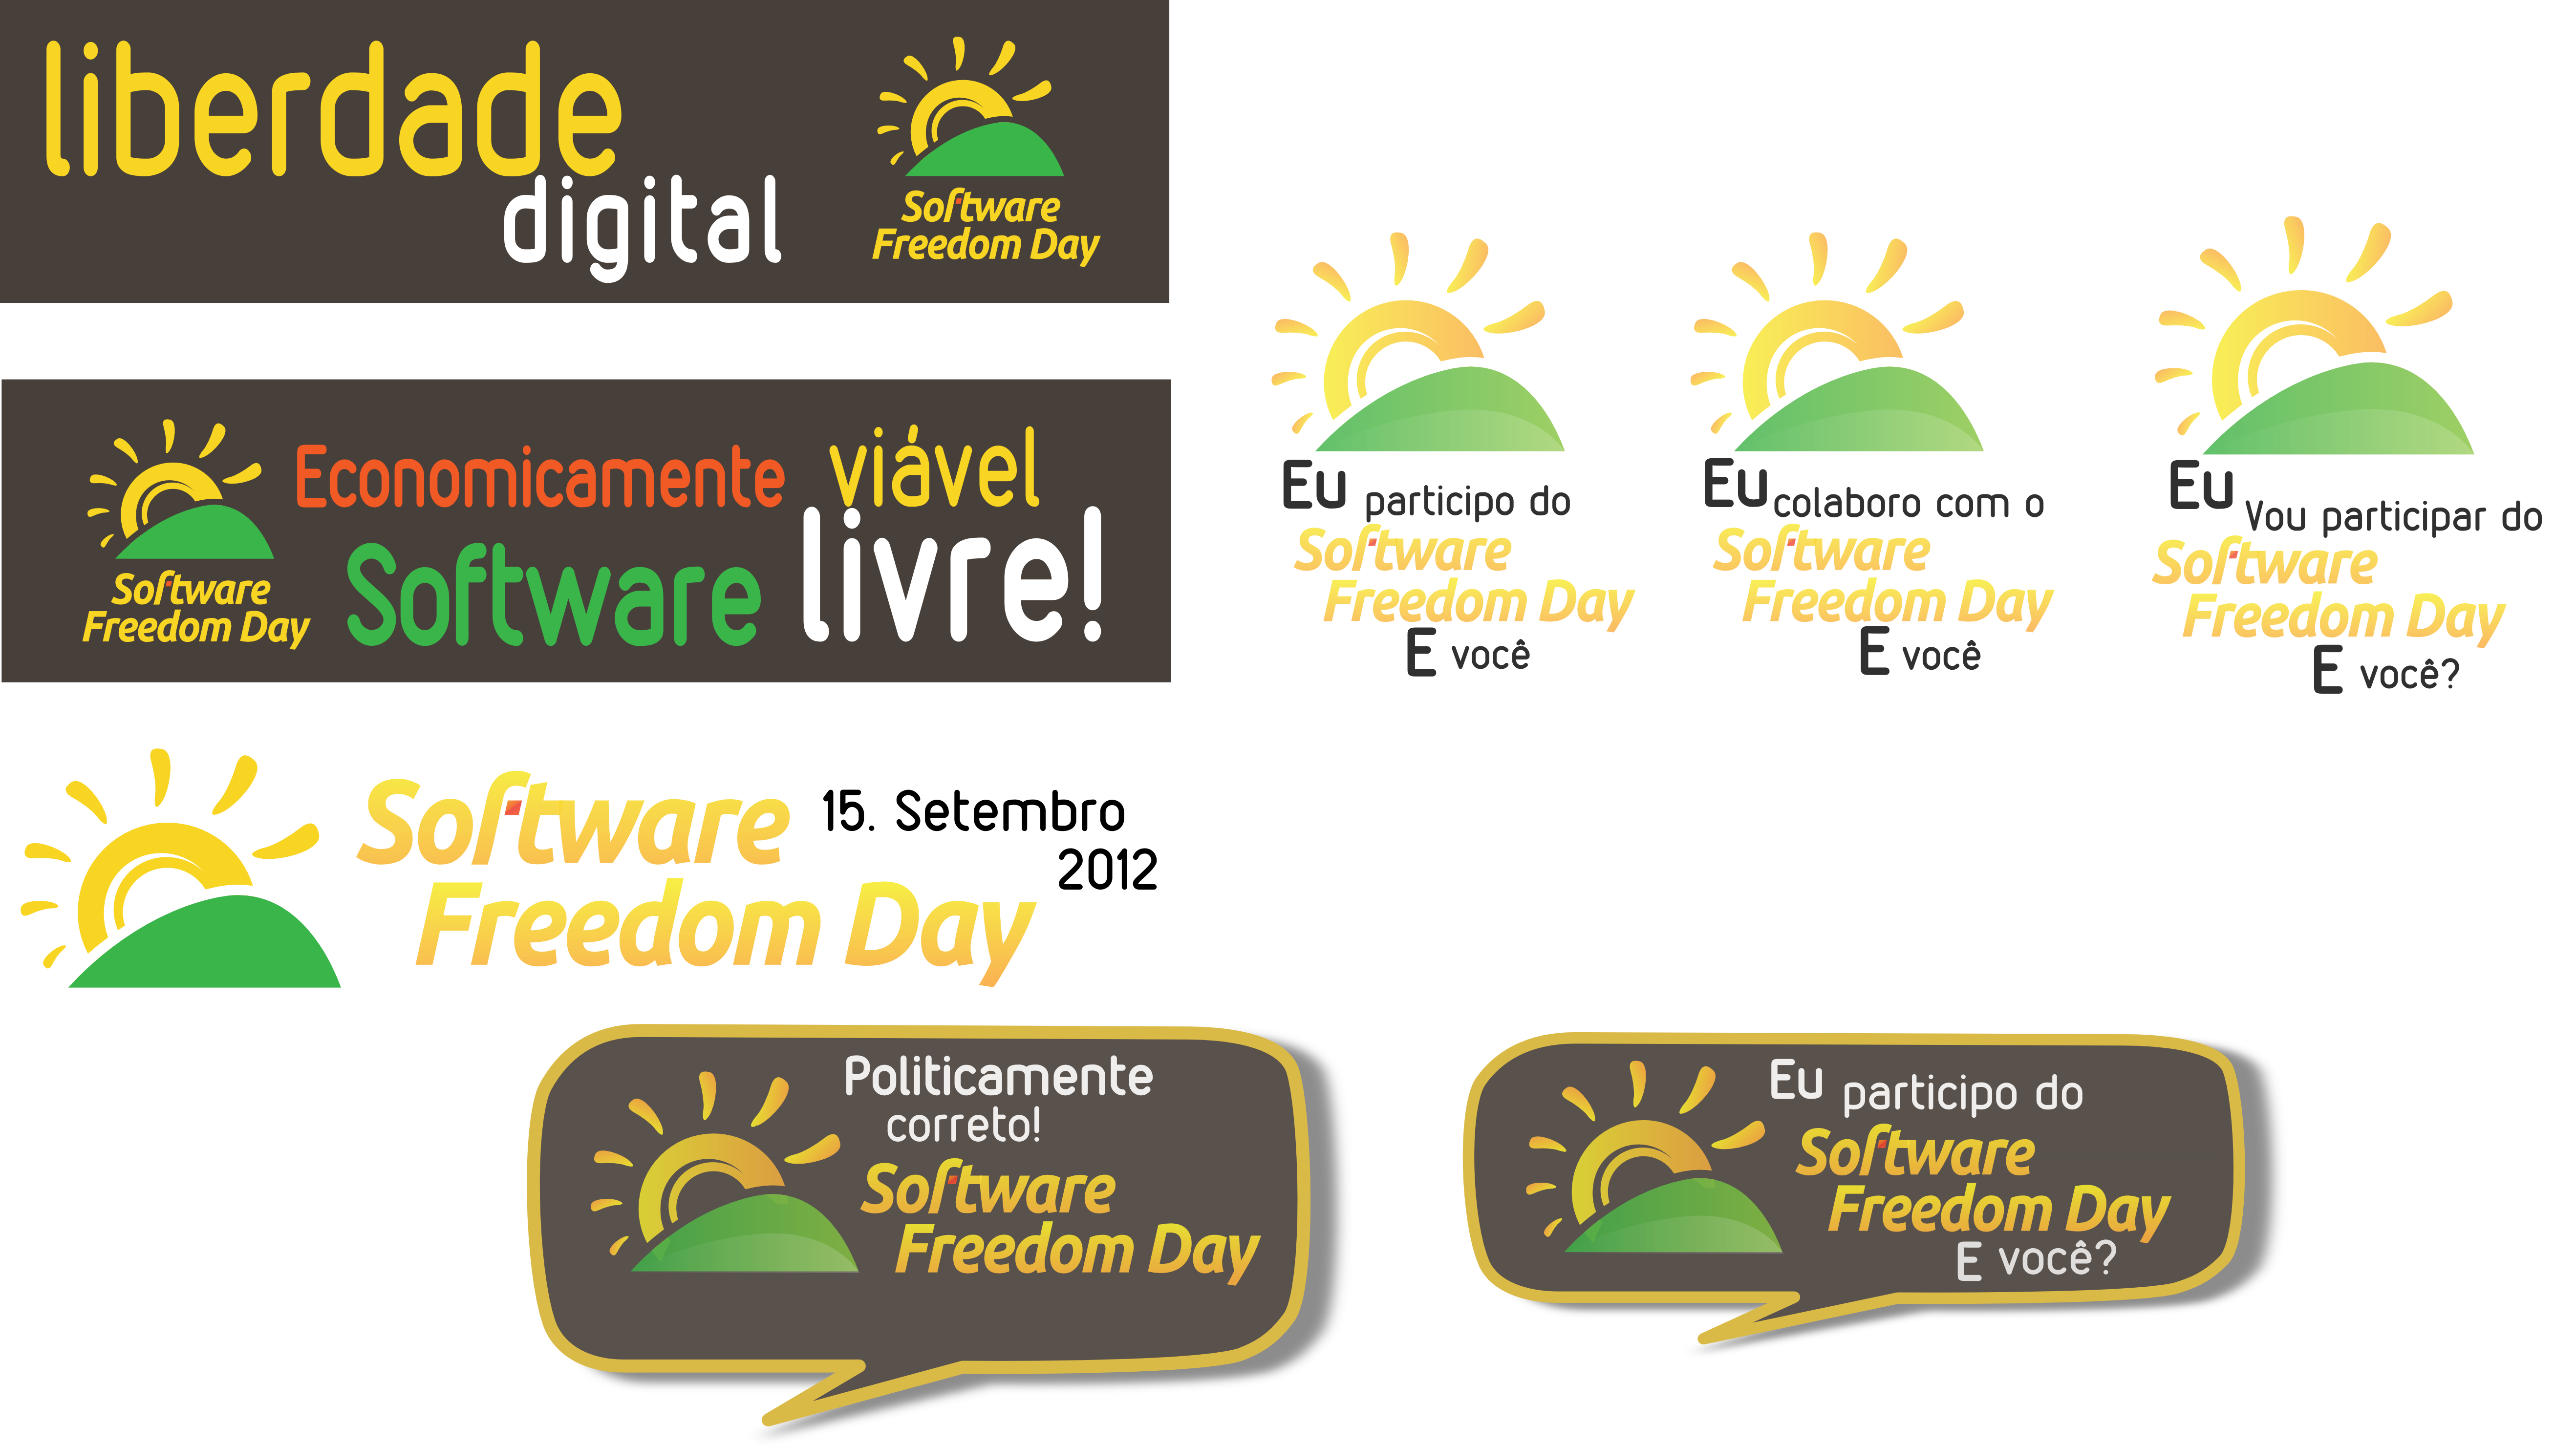 liberdade
digital
Software
Freedom Day
Economicamente viável
Software livre!
Software
Freedom Day
Eu participo do
Software
Freedom Day
E você
Eu colaboro com o
Software
Freedom Day
E você
Eu Vou participar do
Software
Freedom Day
E você?
Software
Freedom Day
15. Setembro
2012
Politicamente
correto!
Software
Freedom Day
Eu participo do
Software
Freedom Day
E você?